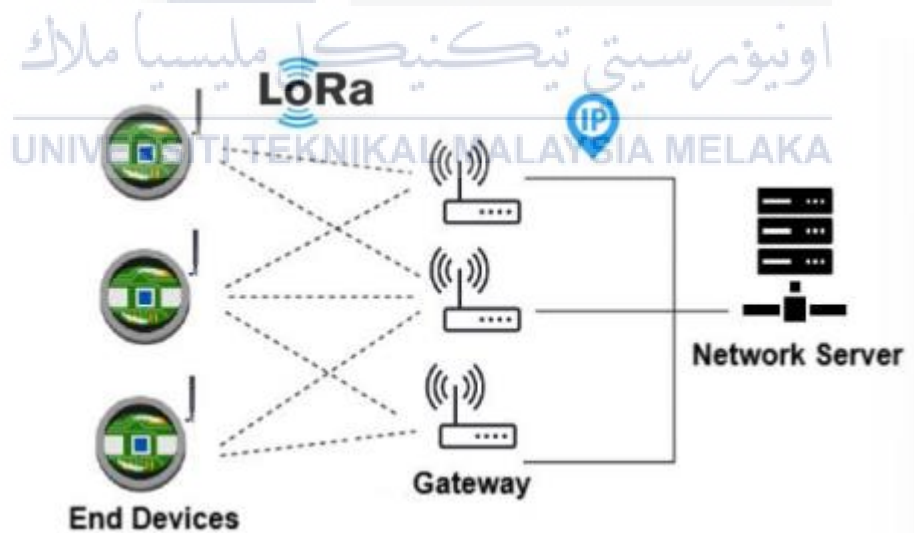 اونيۏرسيتي تيكنيكل مليسيا ملاك
LoRa
IP
UNIVERSITI TEKNIKAL MALAYSIA MELAKA
Network Server
Gateway
End Devices